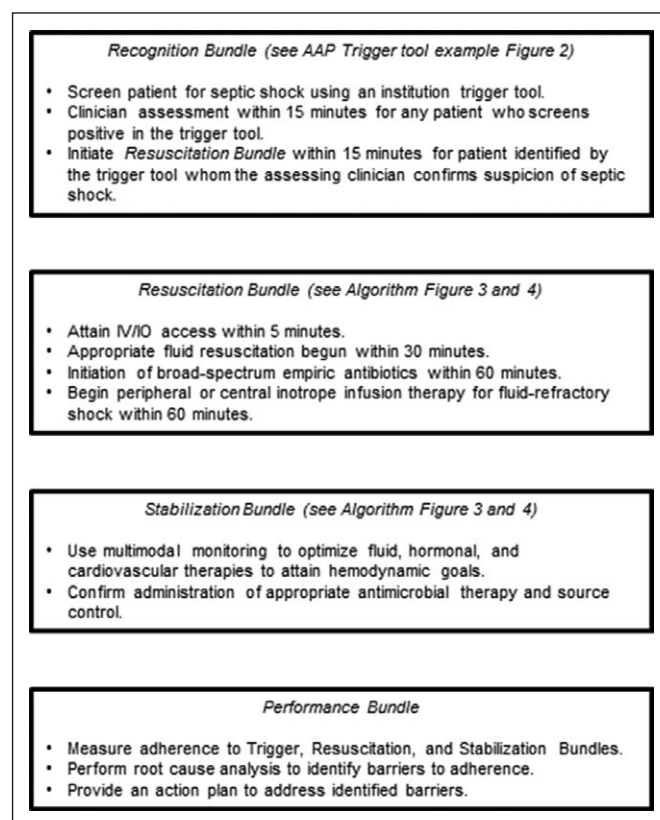 Recognition Bundle (see AAP Trigger tool example Figure 2)
• Screen patient for septic shock using an institution trigger tool.
• Clinician assessment within 15 minutes for any patient who screens
positive in the trigger tool.
• Initiate Resuscitation Bundle within 15 minutes for patient identified by
the trigger tool whom the assessing clinician confirms suspicion of septic
shock.
Resuscitation Bundle (see Algorithm Figure 3 and 4)
• Attain IV/IO access within 5 minutes.
• Appropriate fluid resuscitation begun within 30 minutes.
• Initiation of broad-spectrum empiric antibiotics within 60 minutes.
• Begin peripheral or central inotrope infusion therapy for fluid-refractory
shock within 60 minutes.
Stabilization Bundle (see Algorithm Figure 3 and 4)
• Use multimodal monitoring to optimize fluid, hormonal, and
cardiovascular therapies to attain hemodynamic goals.
• Confirm administration of appropriate antimicrobial therapy and source
control.
Performance Bundle
• Measure adherence to Trigger, Resuscitation, and Stabilization Bundles.
• Perform root cause analysis to identify barriers to adherence.
• Provide an action plan to address identified barriers.